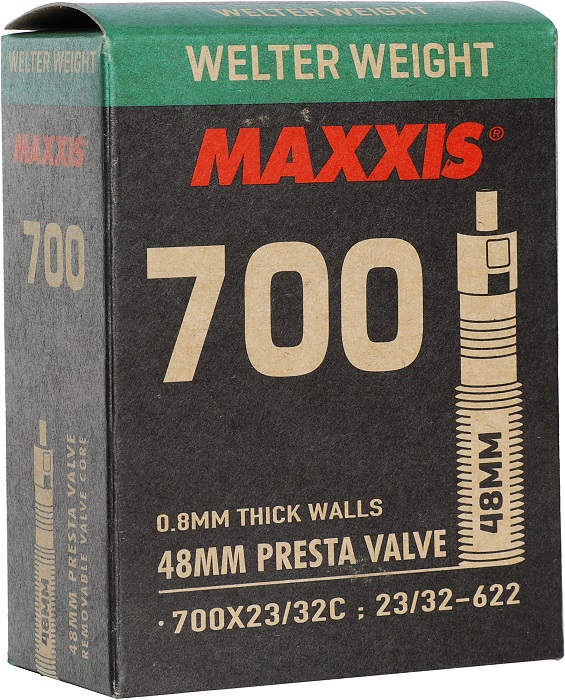 WELTER WEIGHT
MAXXIS®
700
48MM
0.8MM THICK WALLS
48MM PRESTA VALVE
·700X23/32C ; 23/32-622
WELTER WEIGHT
MAXXIS
700
48MM
48MM PRESTA VALVE
REMOVABLE VALVE CORE